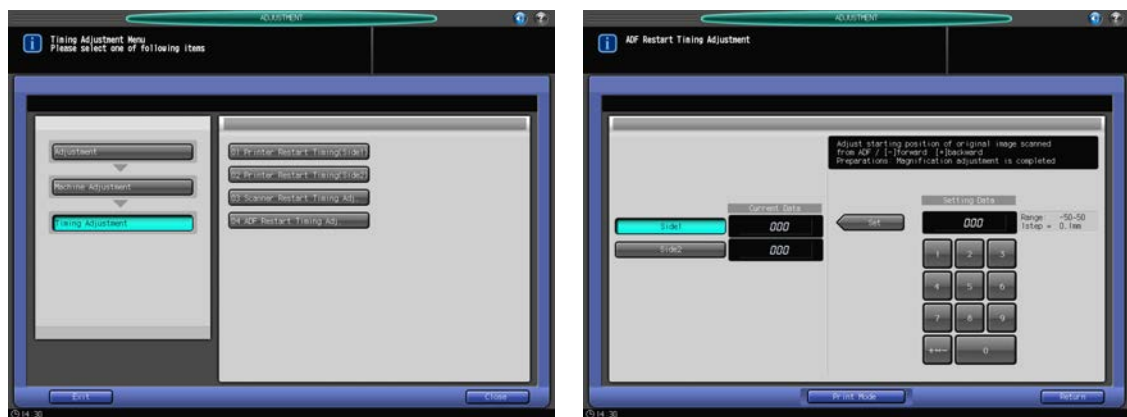 ADJUSTMENT
Timing Adjustment Menu
Please select one of following items
Adjustment
Machine Adjustment
Timing Adjustment
01 Printer Restart Timing(Side1)
02 Printer Restart Timing(Side2)
03 Scanner Restart Timing Adj.
04 ADF Restart Timing Adj.
Exit
Close
14:30
ADJUSTMENT
ADF Restart Timing Adjustment
Adjust starting position of original image scanned
from ADF / [-]forward [+]backward
Preparations: Magnification adjustment is completed
Current Data
Setting Data
Side1
000
Set
000
Range: -50-50
1step = 0.1mm
Side2
000
1 2 3
4 5 6
7 8 9
0
Print Mode
Return
14:30